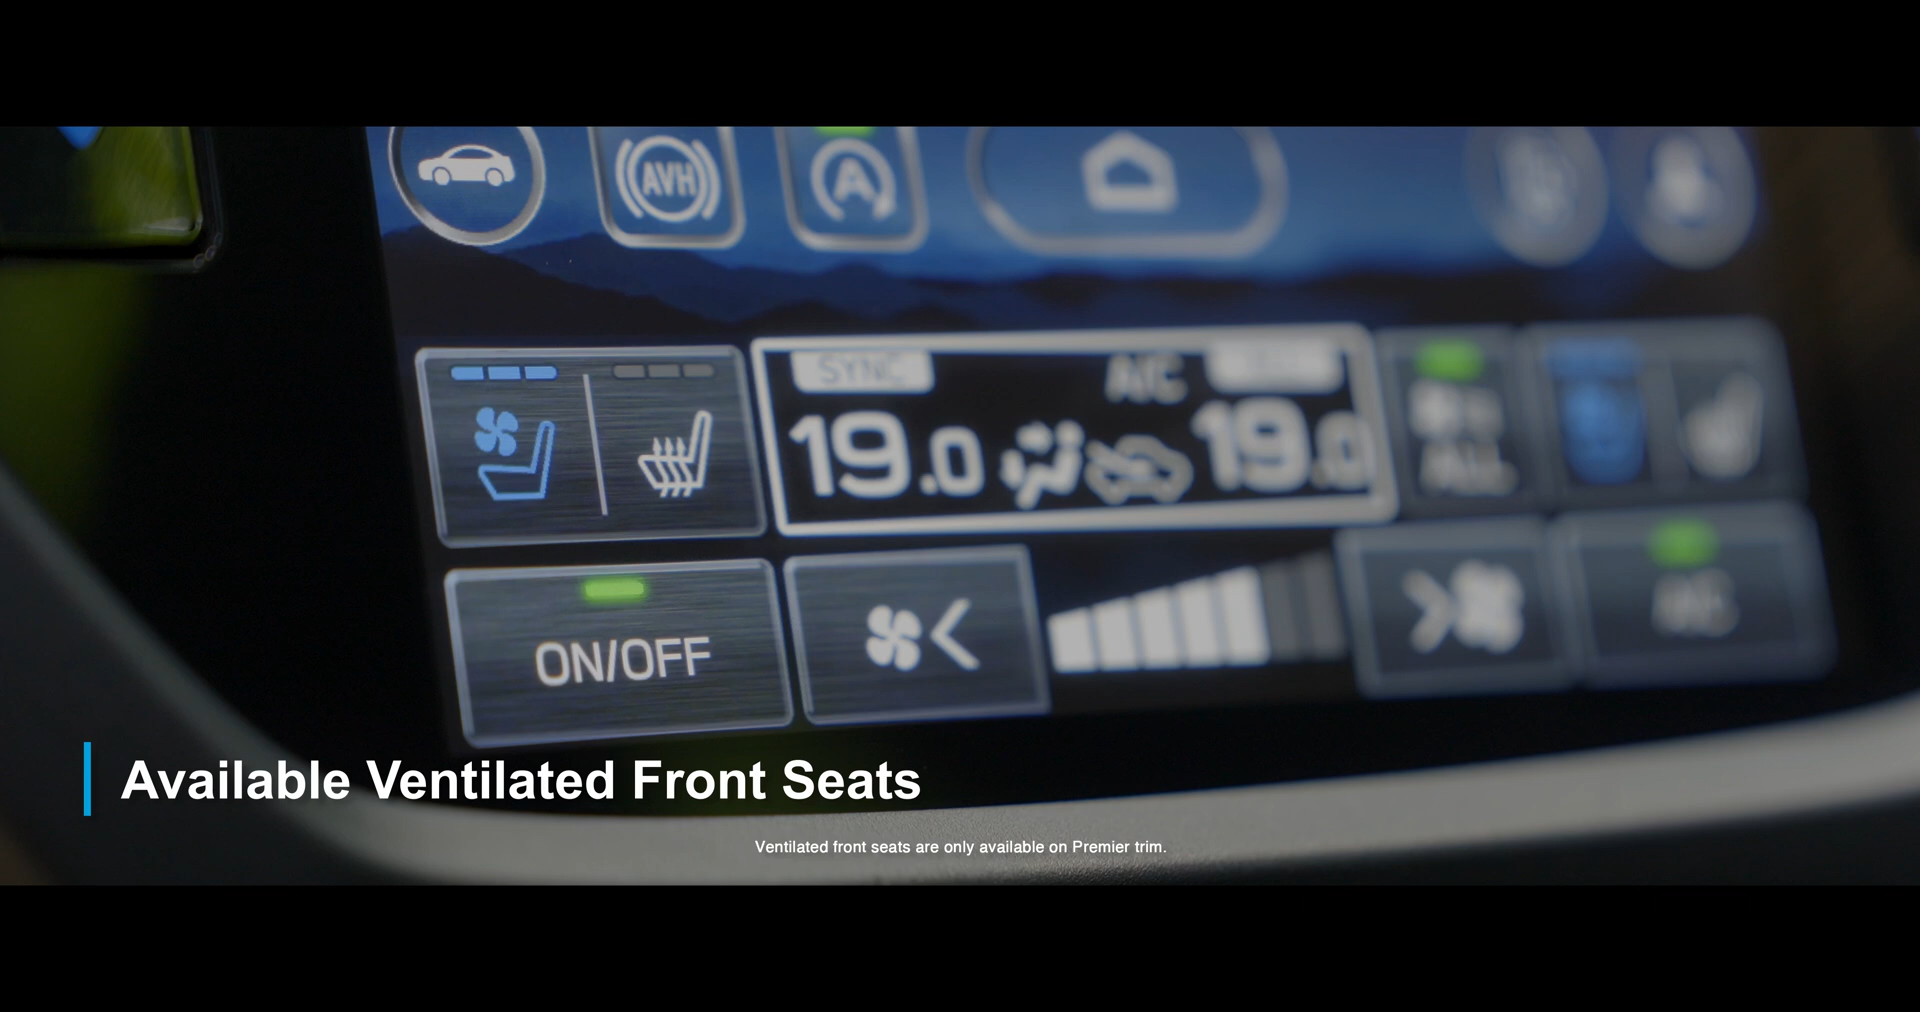 AVH
A
SYNC
A/C
19.0
19.0
ALL
ON/OFF
A/C
Available Ventilated Front Seats
Ventilated front seats are only available on Premier trim.